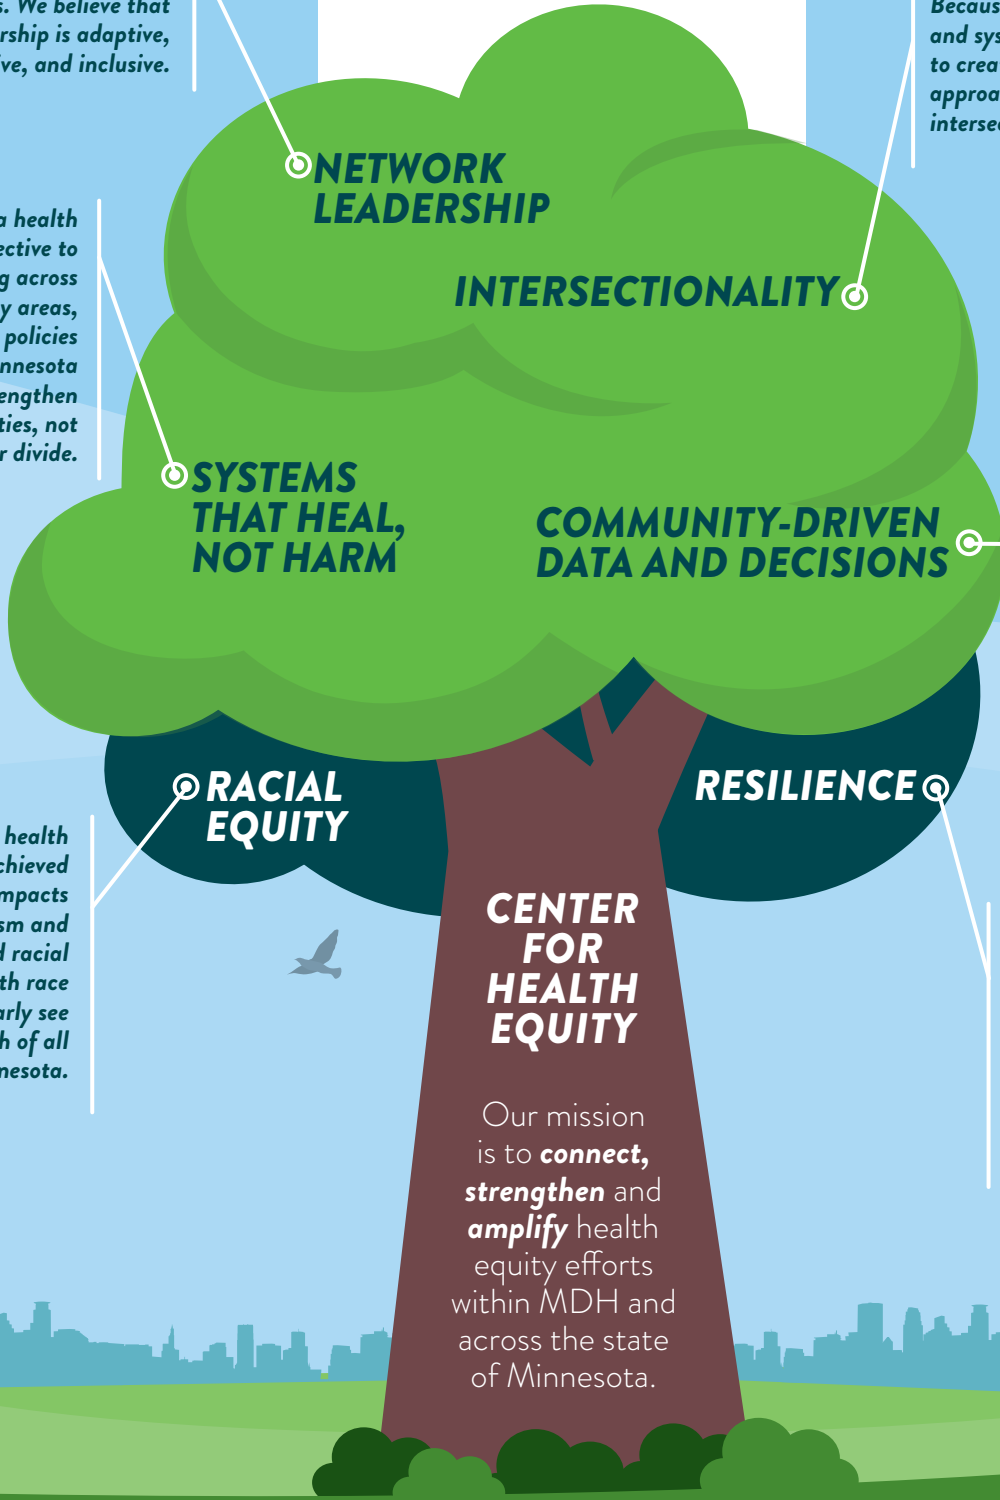 s. We believe that
rship is adaptive,
ve, and inclusive.
Becaus
and sys
to crea
approa
interse
NETWORK
LEADERSHIP
INTERSECTIONALITY
a health
ective to
g across
y areas,
policies
nnesota
engthen
ties, not
r divide.
SYSTEMS
THAT HEAL,
NOT HARM
COMMUNITY-DRIVEN
DATA AND DECISIONS
RACIAL
EQUITY
RESILIENCE
health
chieved
mpacts
sm and
d racial
th race
arly see
h of all
nesota.
CENTER
FOR
HEALTH
EQUITY
Our mission
is to connect,
strengthen and
amplify health
equity efforts
within MDH and
across the state
of Minnesota.